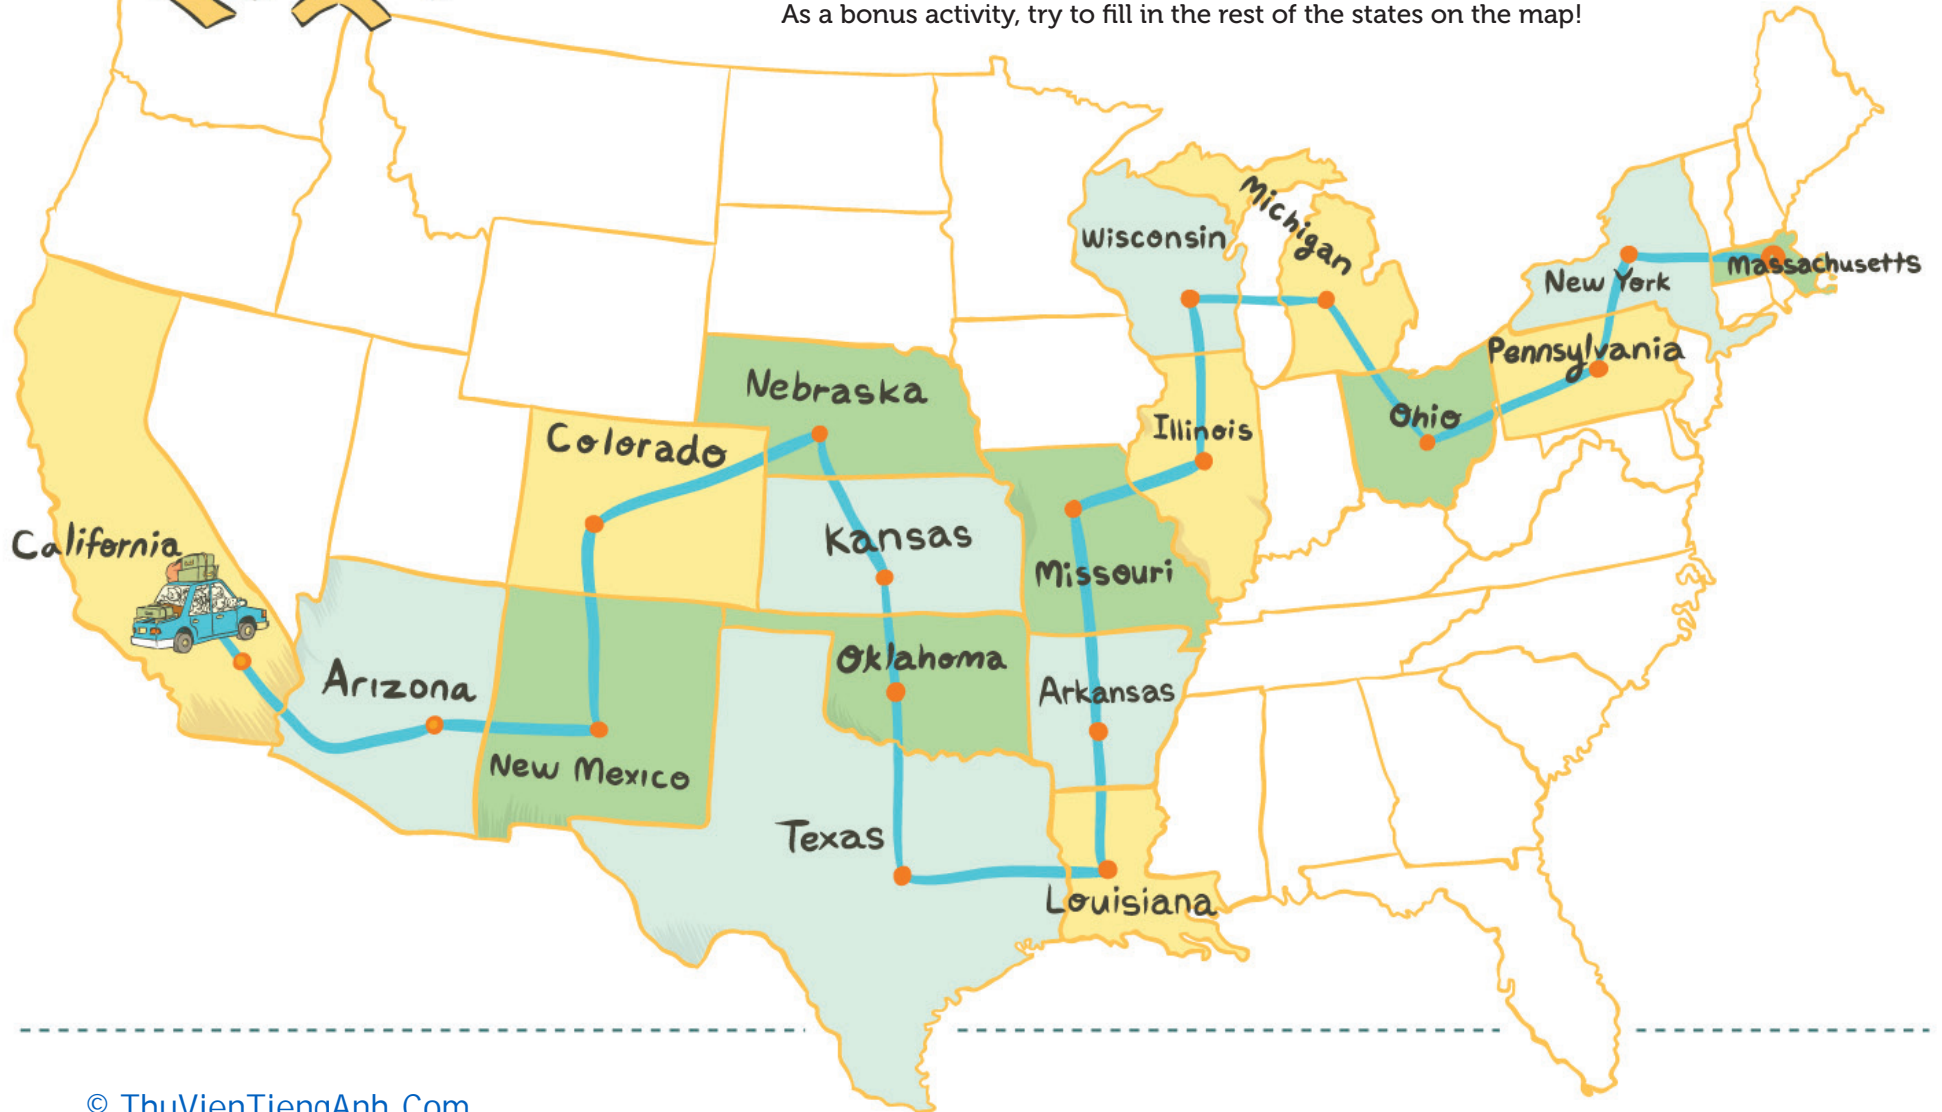 As a bonus activity, try to fill in the rest of the states on the map!
Michigan
Wisconsin
Massachusetts
New York
Pennsylvania
Nebraska
Ohio
Illinois
Colorado
Kansas
California
Missouri
Oklahoma
Arizona
Arkansas
New Mexico
Texas
Louisiana
© ThuVienTiengAnh.Com